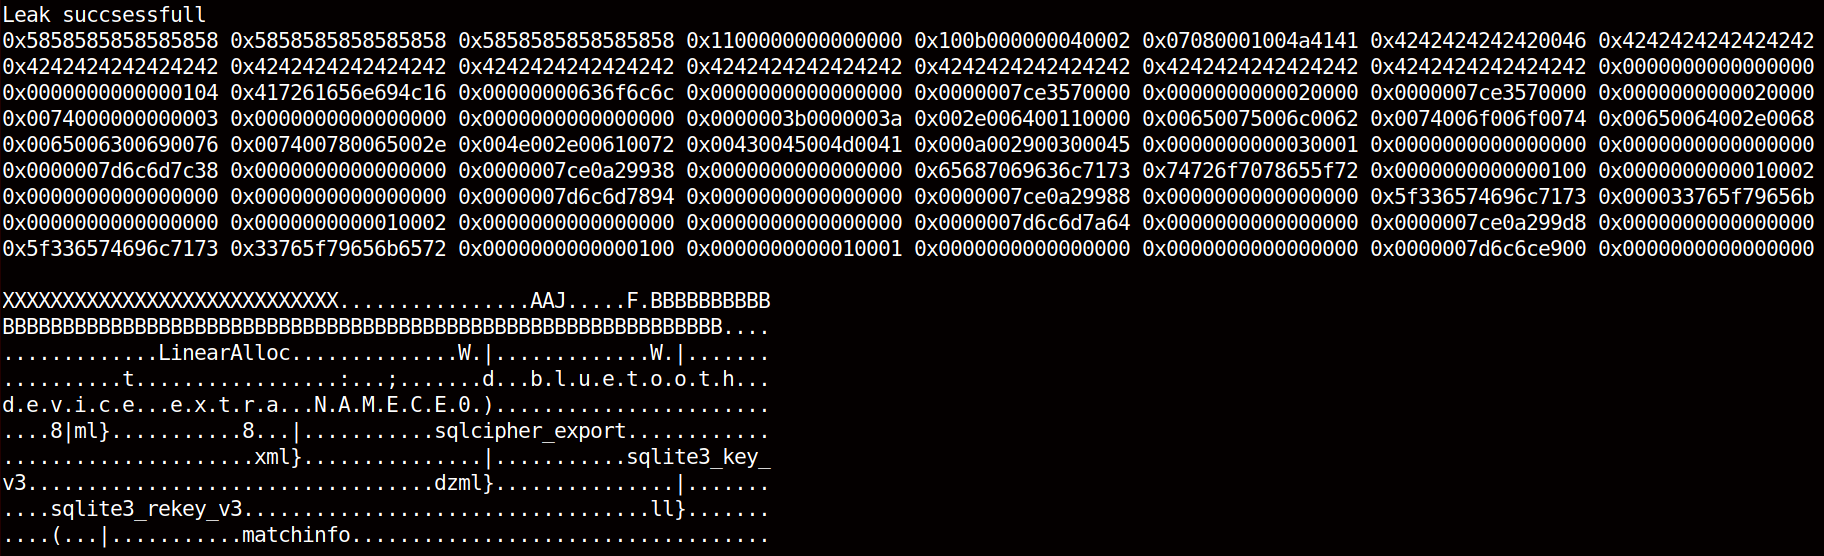 Leak succsessfull
0x5858585858585858 0x5858585858585858 0x5858585858585858 0x1100000000000000 0x100b000000040002 0x07080001004a4141 0x4242424242420046 0x4242424242424242
0x4242424242424242 0x4242424242424242 0x4242424242424242 0x4242424242424242 0x4242424242424242 0x4242424242424242 0x4242424242424242 0x0000000000000000
0x0000000000000104 0x417261656e694c16 0x00000000636f6c6c 0x0000000000000000 0x0000007ce3570000 0x0000000000020000 0x0000007ce3570000 0x0000000000020000
0x0074000000000003 0x0000000000000000 0x0000000000000000 0x0000003b0000003a 0x002e006400110000 0x00650075006c0062 0x0074006f006f0074 0x00650064002e0068
0x0065006300690076 0x007400780065002e 0x004e002e00610072 0x00430045004d0041 0x000a002900300045 0x0000000000030001 0x0000000000000000 0x0000000000000000
0x0000007d6c6d7c38 0x0000000000000000 0x0000007ce0a29938 0x0000000000000000 0x65687069636c7173 0x74726f7078655f72 0x0000000000000100 0x0000000000010002
0x0000000000000000 0x0000000000000000 0x0000007d6c6d7894 0x0000007ce0a29988 0x0000000000000000 0x5f336574696c7173 0x000033765f79656b
0x0000000000000000 0x0000000000010002 0x0000000000000000 0x0000000000000000 0x0000007d6c6d7a64 0x0000000000000000 0x0000007ce0a299d8 0x0000000000000000
0x5f336574696c7173 0x33765f79656b6572 0x0000000000000100 0x0000000000010001 0x0000000000000000 0x0000000000000000 0x0000007d6c6ce900 0x0000000000000000
XXXXXXXXXXXXXXXXXXXXXXXXXXXX................AAJ.....F.BBBBBBBBBB
BBBBBBBBBBBBBBBBBBBBBBBBBBBBBBBBBBBBBBBBBBBBBBBBBBBBBBBBBBBB....
.............LinearAlloc..............W.|.............W.|.......
..........t.................:...;.......d...b.l.u.e.t.o.o.t.h...
d.e.v.i.c.e...e.x.t.r.a...N.A.M.E.C.E.0.).......................
....8|ml}...........8...|...........sqlcipher_export............
.....................xml}...............|...........sqlite3_key_
v3..................................dzml}...............|.......
....sqlite3_rekey_v3..................................ll}.......
....(...|...........matchinfo...................................